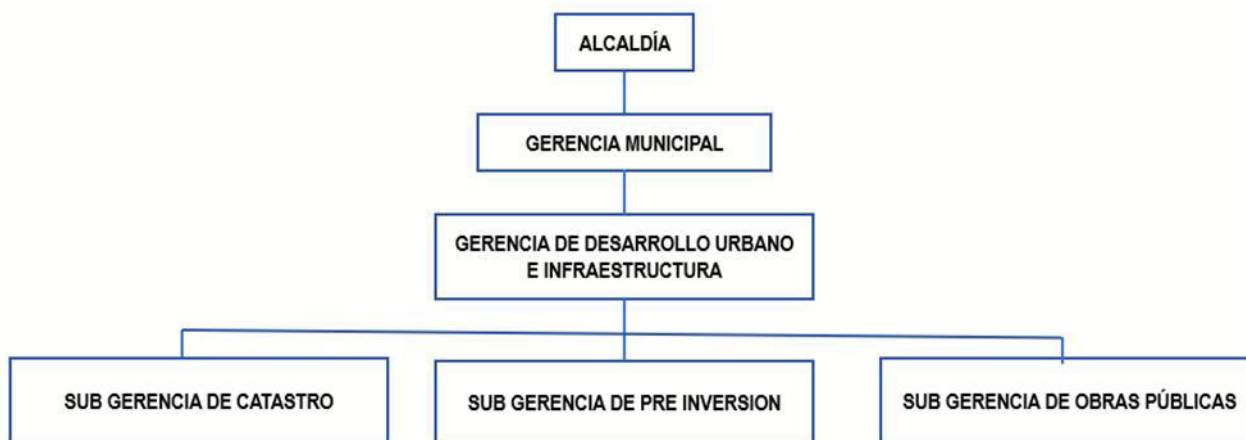 ALCALDÍA
GERENCIA MUNICIPAL
GERENCIA DE DESARROLLO URBANO
E INFRAESTRUCTURA
SUB GERENCIA DE CATASTRO
SUB GERENCIA DE PRE INVERSION
SUB GERENCIA DE OBRAS PÚBLICAS